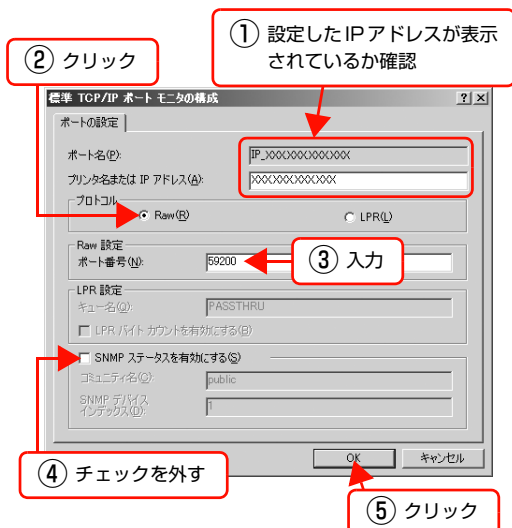 ① 設定したIPアドレスが表示
されているか確認
② クリック
標準 TCP/IP ポート モニタの構成
ポートの設定
ポート名(P):
IP_XXX.XXX.XXX.XXX
プリンタ名または IP アドレス(A):
XXX.XXX.XXX.XXX
プロトコル
Raw(R)
LPR(L)
Raw 設定
ポート番号(N):
59200
③ 入力
LPR 設定
キュー名(Q):
PASSTHRU
LPR バイト カウントを有効にする(B)
SNMP ステータスを有効にする(S)
コミュニティ名(C):
public
SNMP デバイス
インデックス(D):
1
OK
キャンセル
④ チェックを外す
⑤ クリック